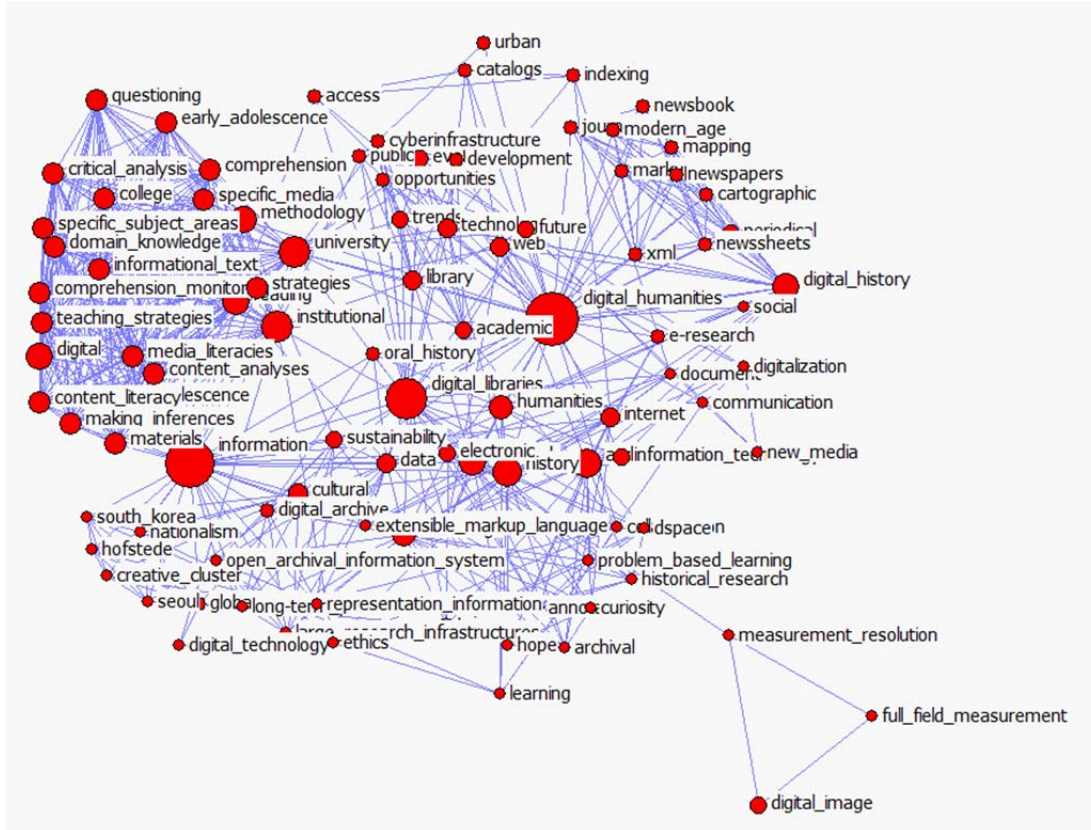 urban
catalogs
indexing
questioning
access
newsbook
early_adolescence
modern_age
cyberinfrastructure
mapping
development
comprehension
critical_analysis
newspapers
opportunities
college
specific_media
cartographic
methodology
trends
specific_subject_areas
future
domain_knowledge
university
web
newssheets
xml
informational_text
library
digital_history
strategies
comprehension_monitor
digital_humanities
social
institutional
teaching_strategies
academic
e-research
digital
media_literacies
oral_history
content_analyses
digitalization
digital_libraries
content_literacy
humanities
communication
internet
making_inferences
materials
information
sustainability
electronic
data
history
new_media
cultural
digital_archive
south_korea
extensible_markup_language
dspace
nationalism
hofstede
open_archival_information_system
problem_based_learning
creative_cluster
historical_research
seoul
global
long-term
representation_information
curiosity
measurement_resolution
digital_technology
ethics
hope
archival
learning
full_field_measurement
digital_image